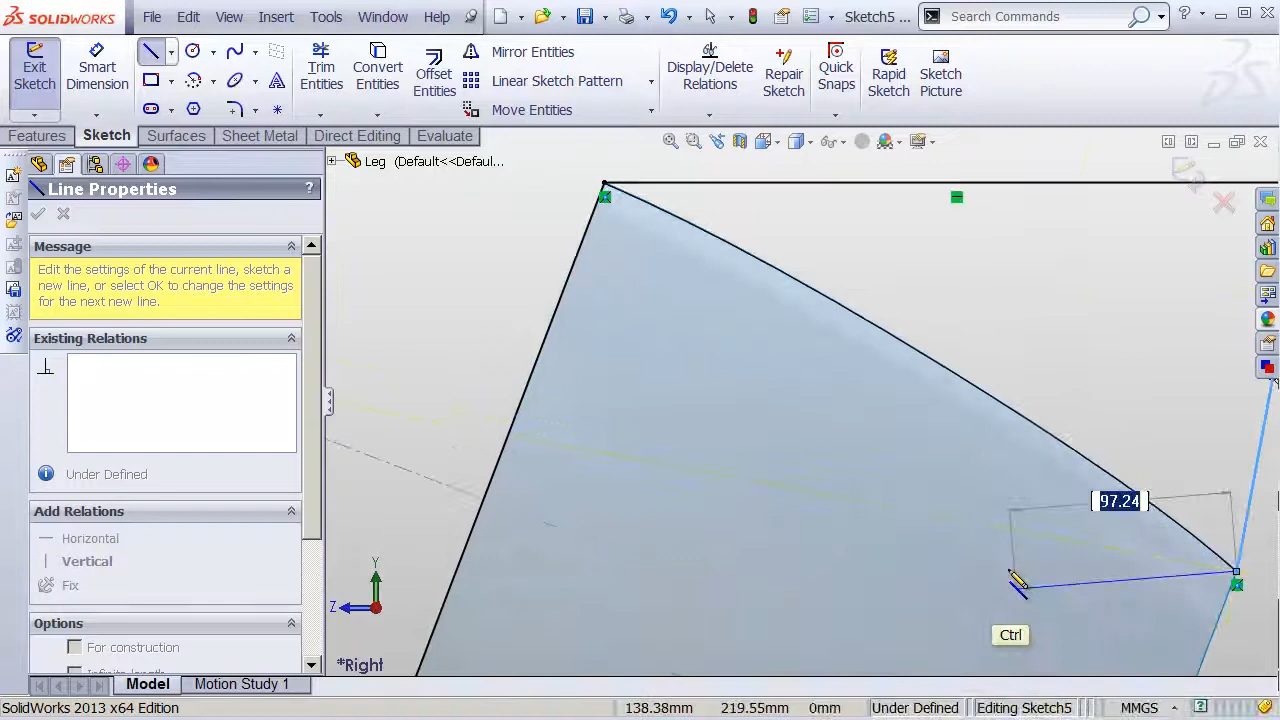 SOLIDWORKS
File Edit View Insert Tools Window Help
Sketch5 ...
Search Commands
Exit Sketch
Smart Dimension
Trim Entities
Convert Entities
Offset Entities
Mirror Entities
Linear Sketch Pattern
Move Entities
Display/Delete Relations
Repair Sketch
Quick Snaps
Rapid Sketch
Sketch Picture
Features Sketch Surfaces Sheet Metal Direct Editing Evaluate
Leg (Default<<Defaul...
Line Properties ?
Message
Edit the settings of the current line, sketch a
new line, or select OK to change the settings
for the next new line.
Existing Relations
Under Defined
Add Relations
Horizontal
Vertical
Fix
Options
For construction
97.24
Ctrl
Y
Z
*Right
Model Motion Study 1
SolidWorks 2013 x64 Edition 138.38mm 219.55mm 0mm Under Defined Editing Sketch5 MMGS